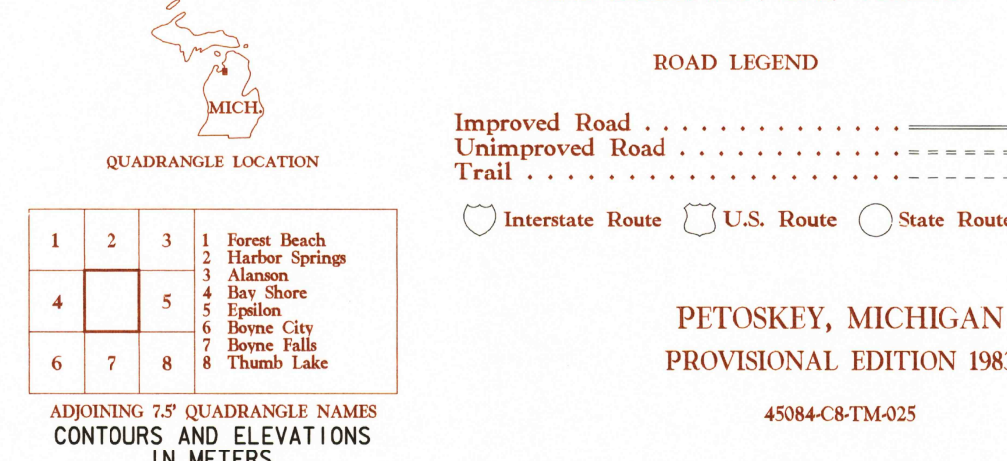 MICH.
QUADRANGLE LOCATION
ROAD LEGEND
Improved Road . . . . . . . . . . . . . .
Unimproved Road . . . . . . . . . . . .
Trail . . . . . . . . . . . . . . . . . . . .
Interstate Route U.S. Route State Route
1 2 3
4 5
6 7 8
1 Forest Beach
2 Harbor Springs
3 Alanson
4 Bay Shore
5 Epsilon
6 Boyne City
7 Boyne Falls
8 Thumb Lake
ADJOINING 7.5' QUADRANGLE NAMES
CONTOURS AND ELEVATIONS
IN METERS
PETOSKEY, MICHIGAN
PROVISIONAL EDITION 1983
45084-C8-TM-025